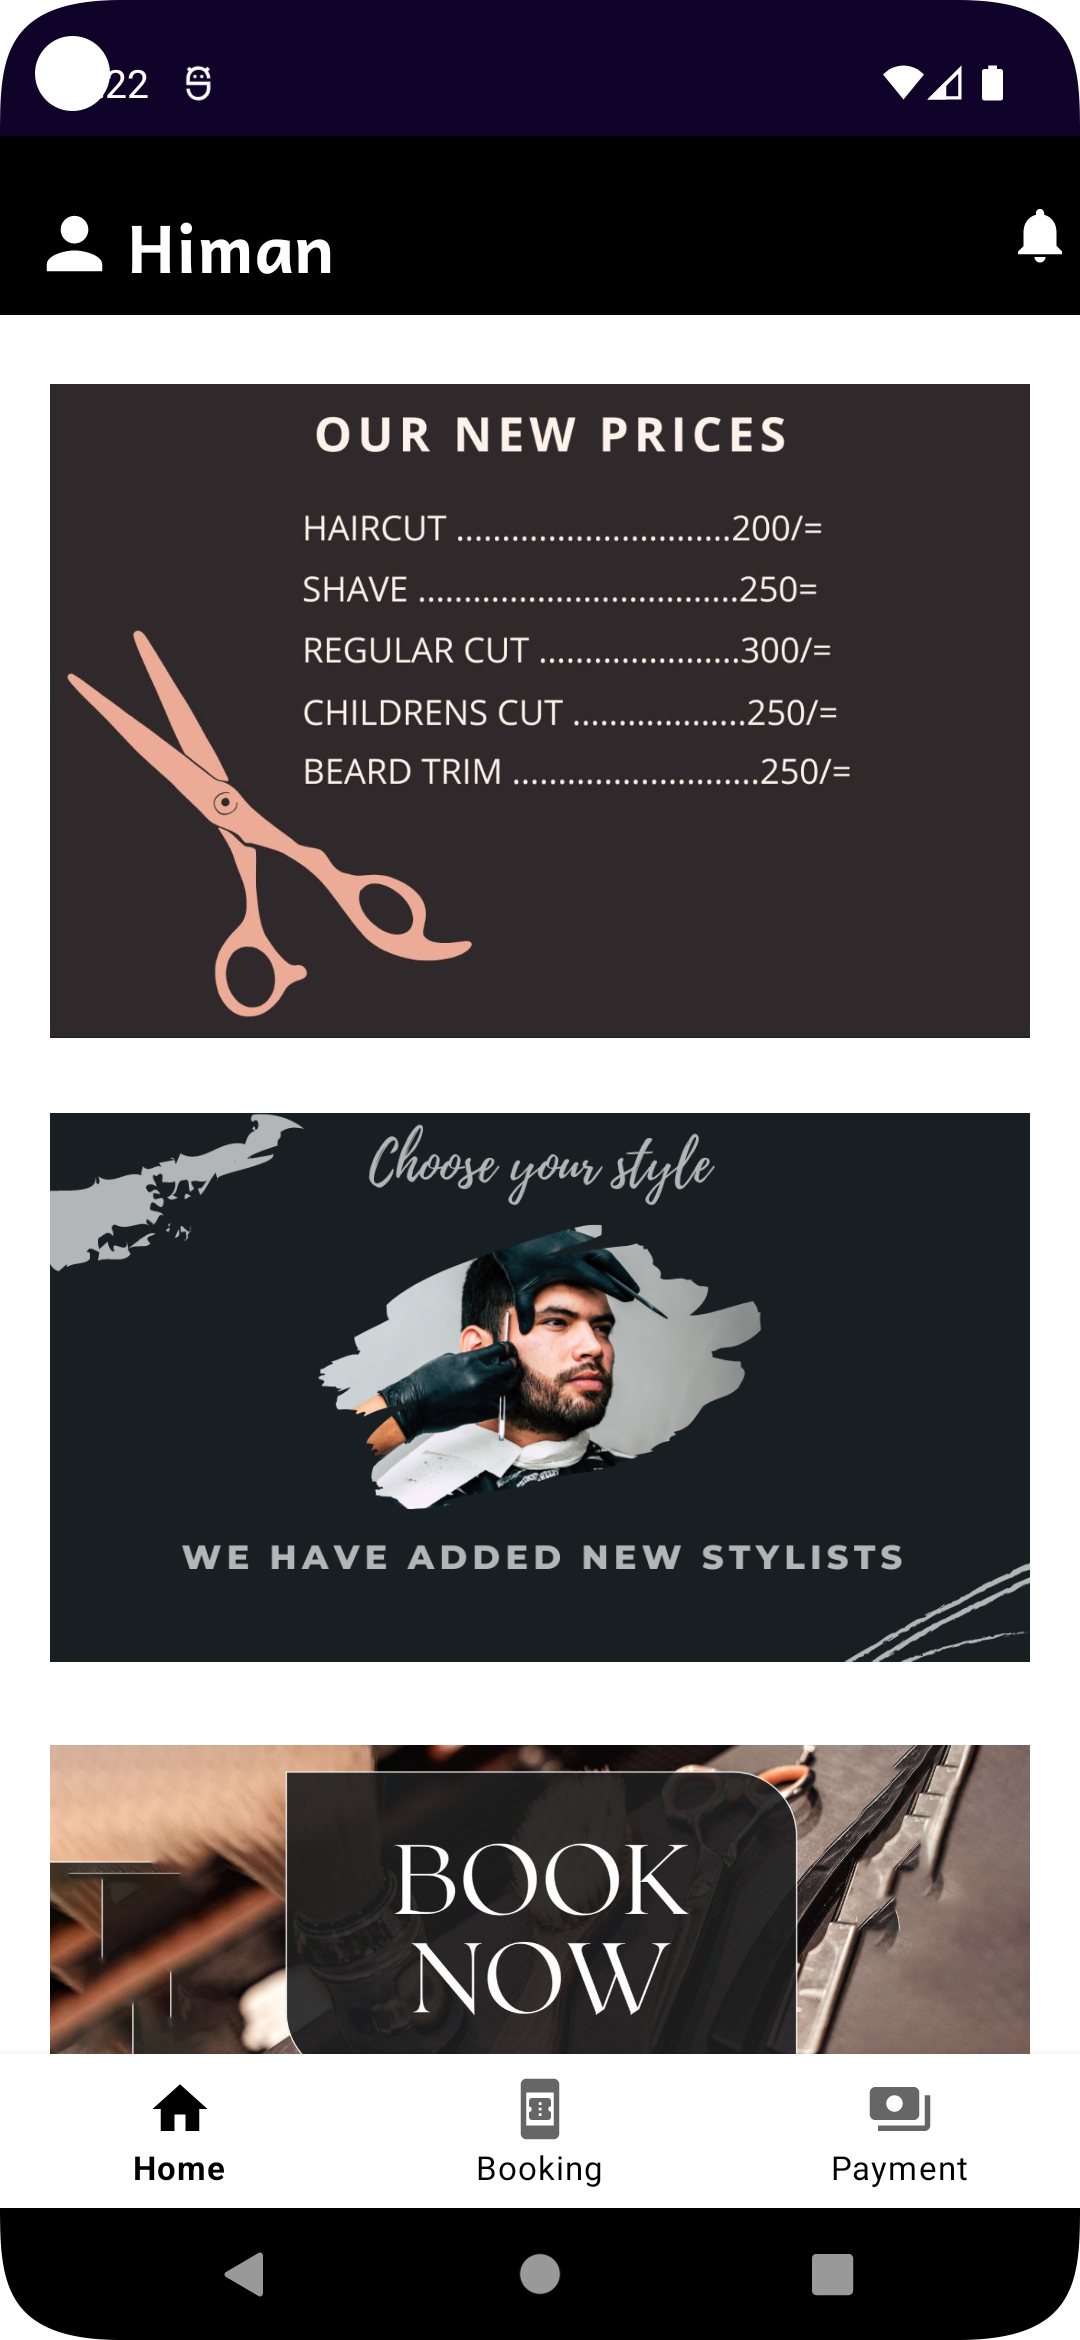 22
Himan
OUR NEW PRICES
HAIRCUT ..............................200/=
SHAVE ...................................250=
REGULAR CUT ......................300/=
CHILDRENS CUT ...................250/=
BEARD TRIM ...........................250/=
Choose your style
WE HAVE ADDED NEW STYLISTS
BOOK
NOW
Home
Booking
Payment